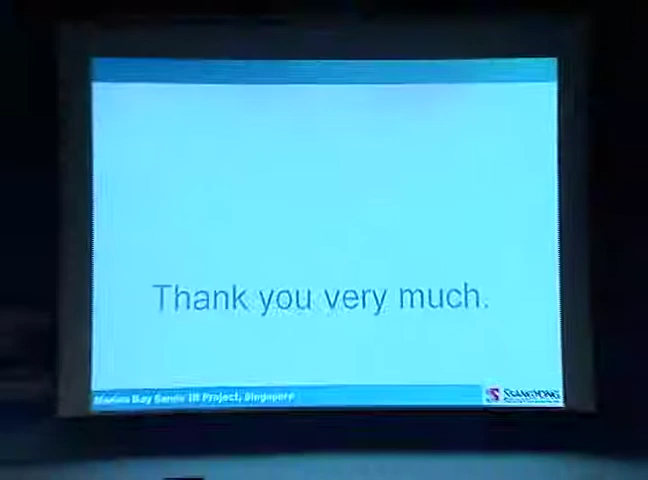 Thank you very much.
Marina Bay Sands IR Project, Singapore
SSANGYONG